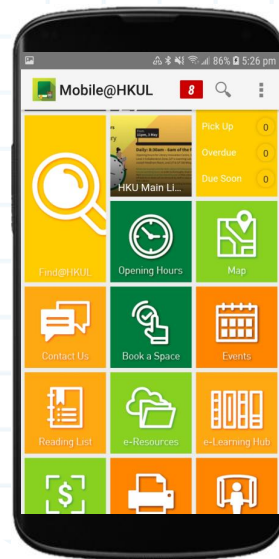 86% 5:26 pm
Mobile@HKUL 8
Pick Up 0
Overdue 0
Due Soon 0
HKU Main Li...
Find@HKUL
Opening Hours
Map
Contact Us
Book a Space
Events
Reading List
e-Resources
e-Learning Hub
$